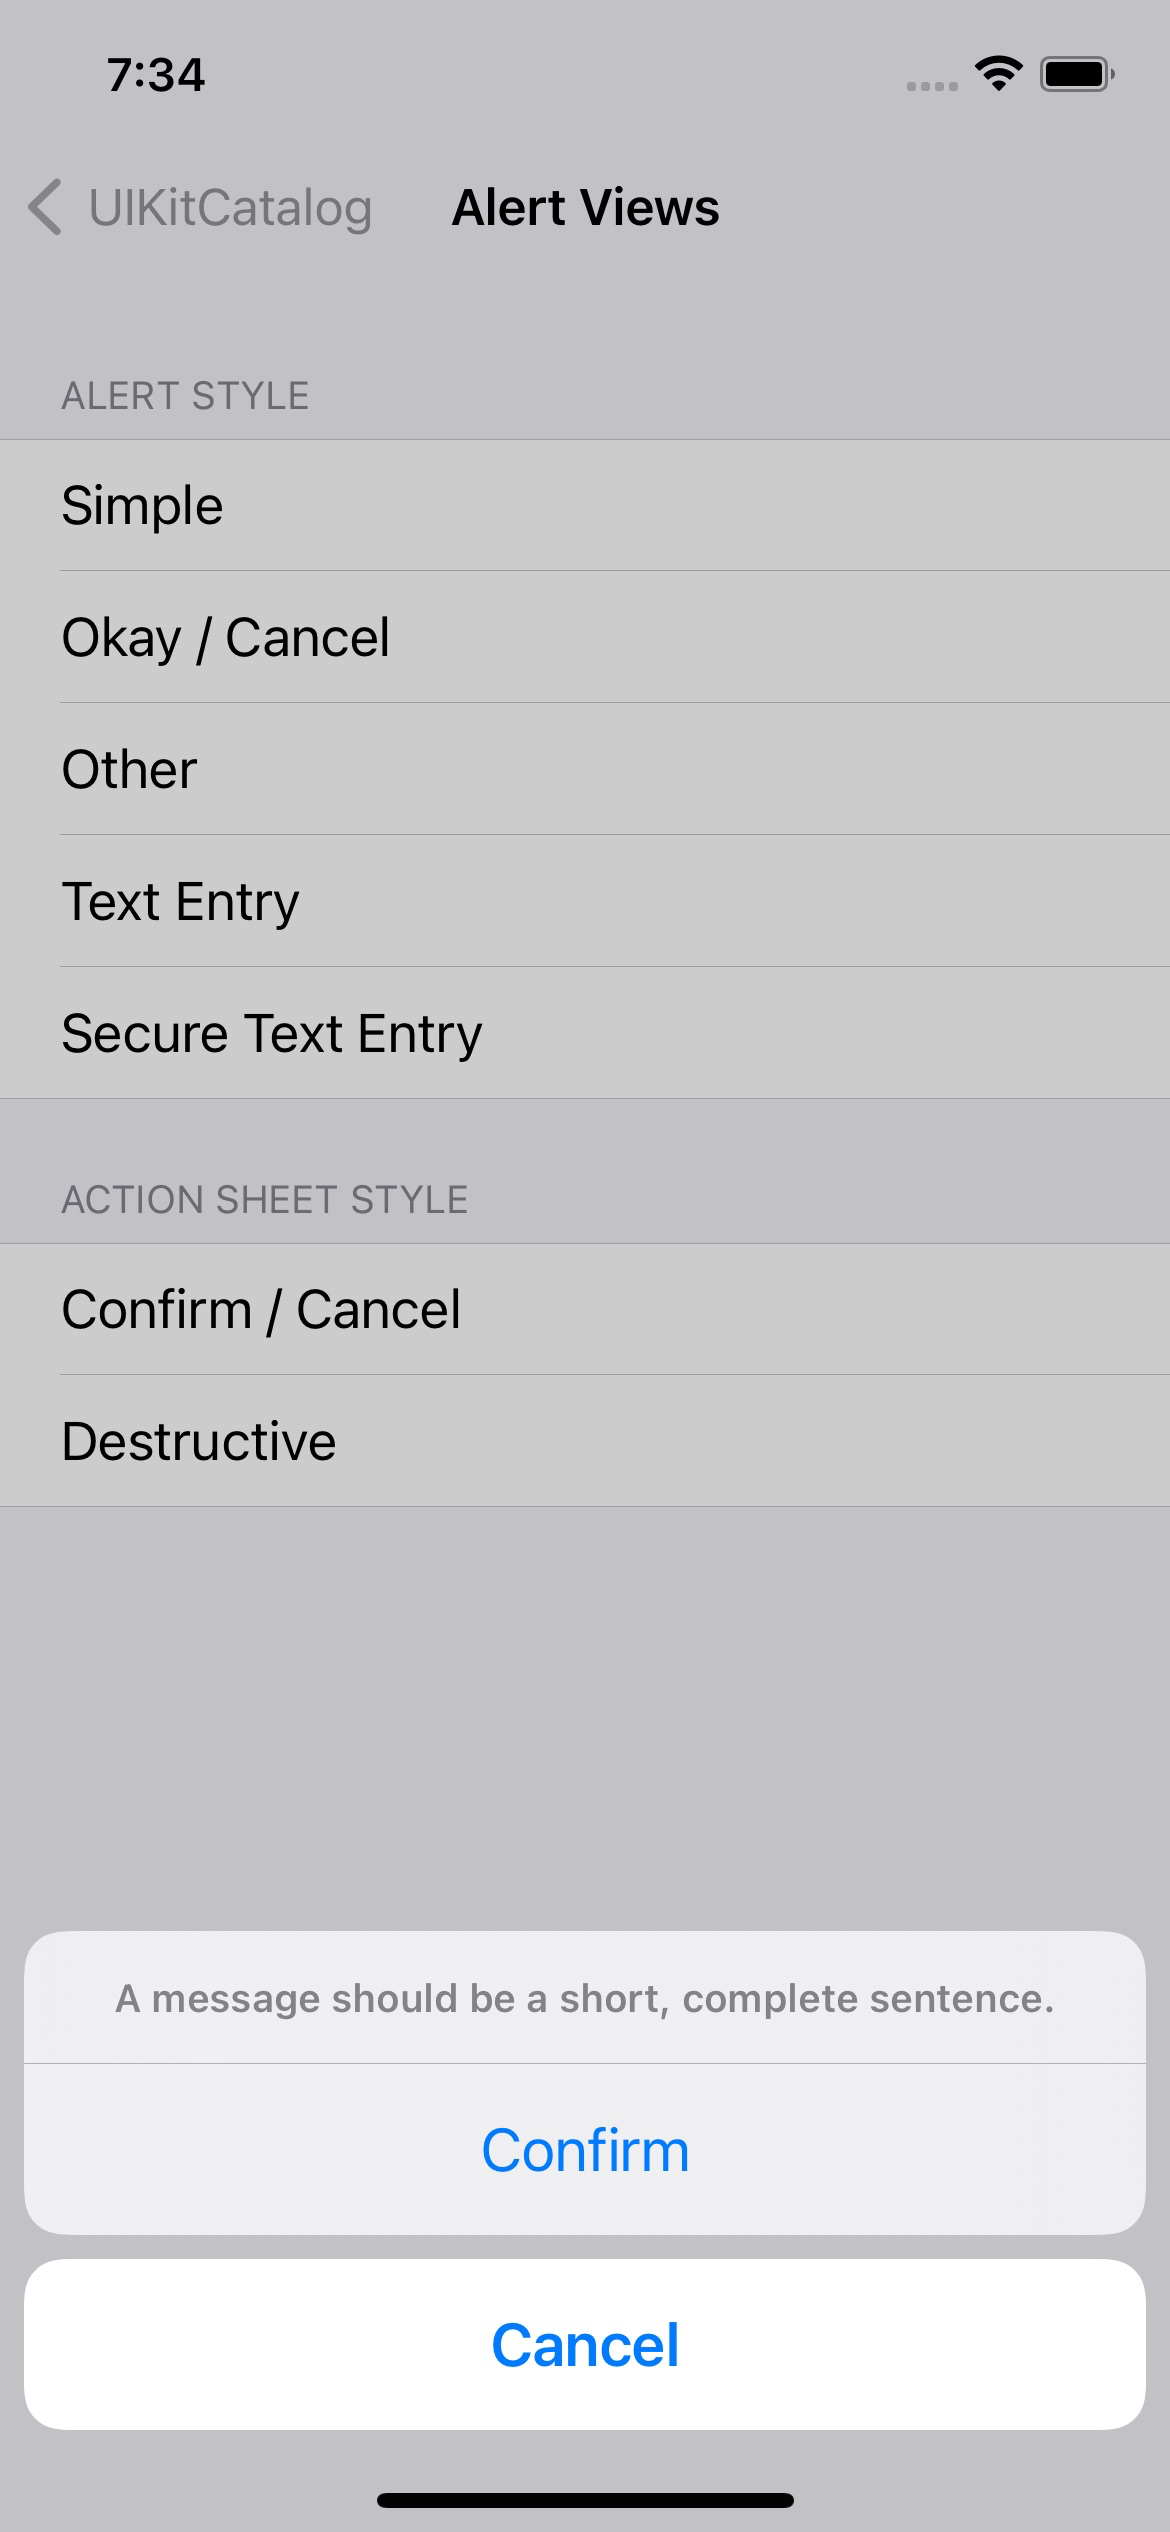 7:34
UIKitCatalog
Alert Views
ALERT STYLE
Simple
Okay / Cancel
Other
Text Entry
Secure Text Entry
ACTION SHEET STYLE
Confirm / Cancel
Destructive
A message should be a short, complete sentence.
Confirm
Cancel